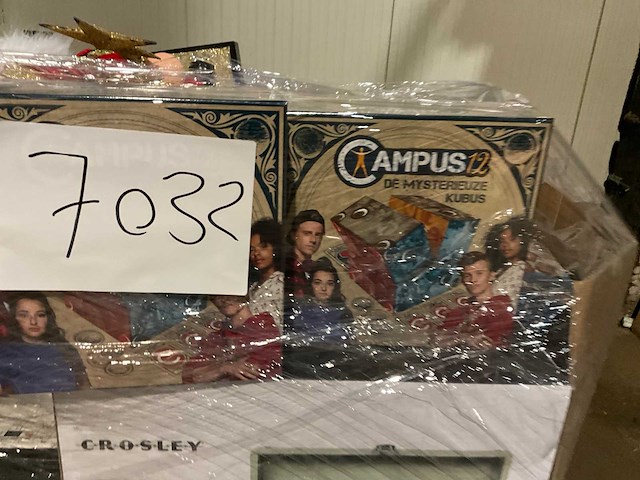 7032
CAMPUS 12
DE MYSTERIEUZE
KUBUS
CROSLEY